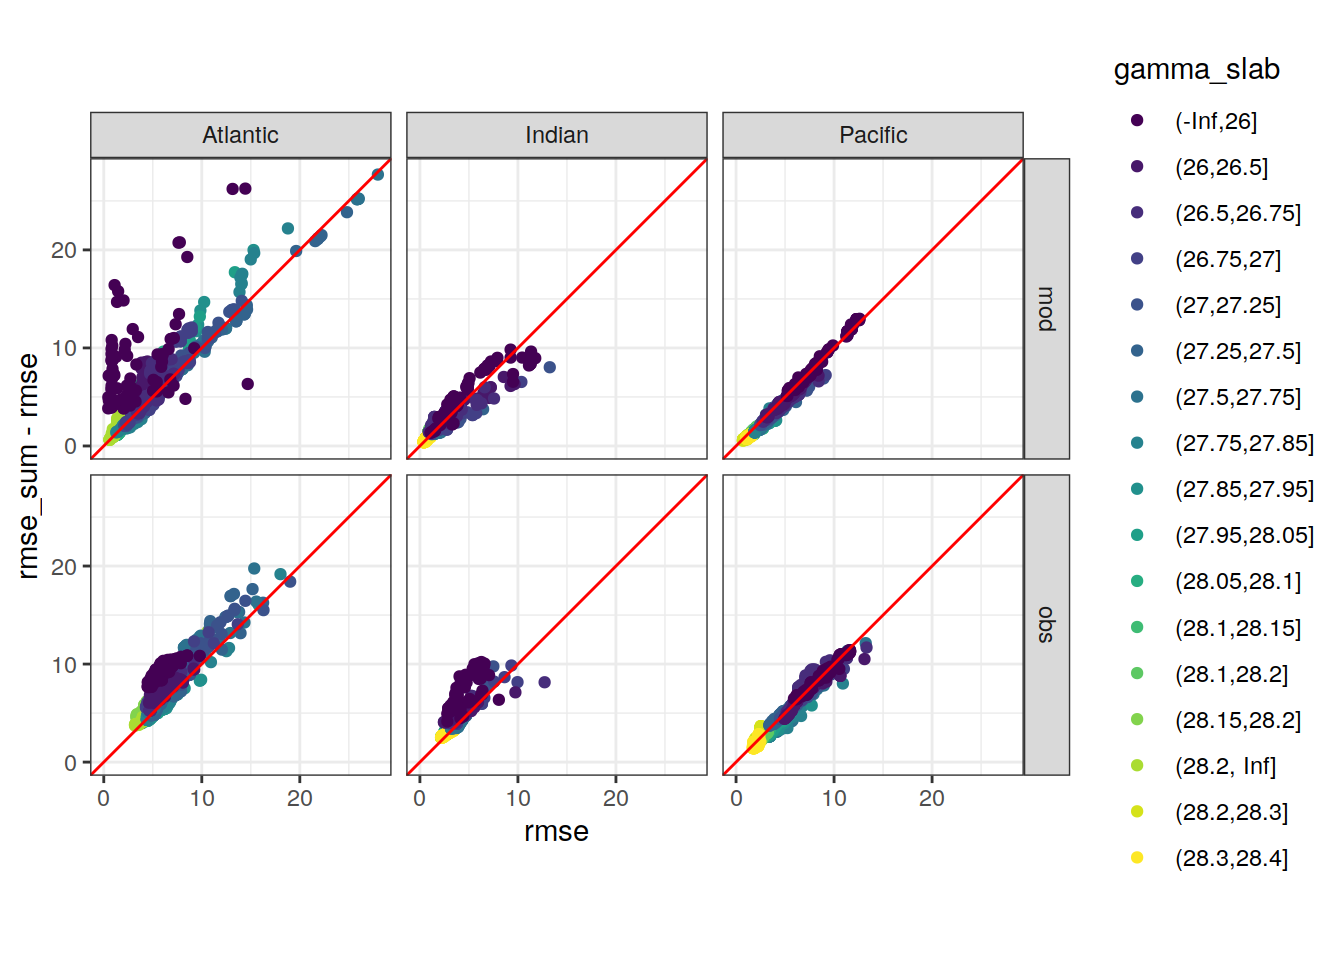 gamma_slab
Atlantic
Indian
Pacific
(-Inf,26]
(26,26.5]
(26.5,26.75]
(26.75,27]
(27,27.25]
(27.25,27.5]
(27.5,27.75]
(27.75,27.85]
(27.85,27.95]
(27.95,28.05]
(28.05,28.1]
(28.1,28.15]
(28.1,28.2]
(28.15,28.2]
(28.2, Inf]
(28.2,28.3]
(28.3,28.4]
mod
obs
rmse_sum - rmse
20
10
0
20
10
0
0 10 20 0 10 20 0 10 20
rmse